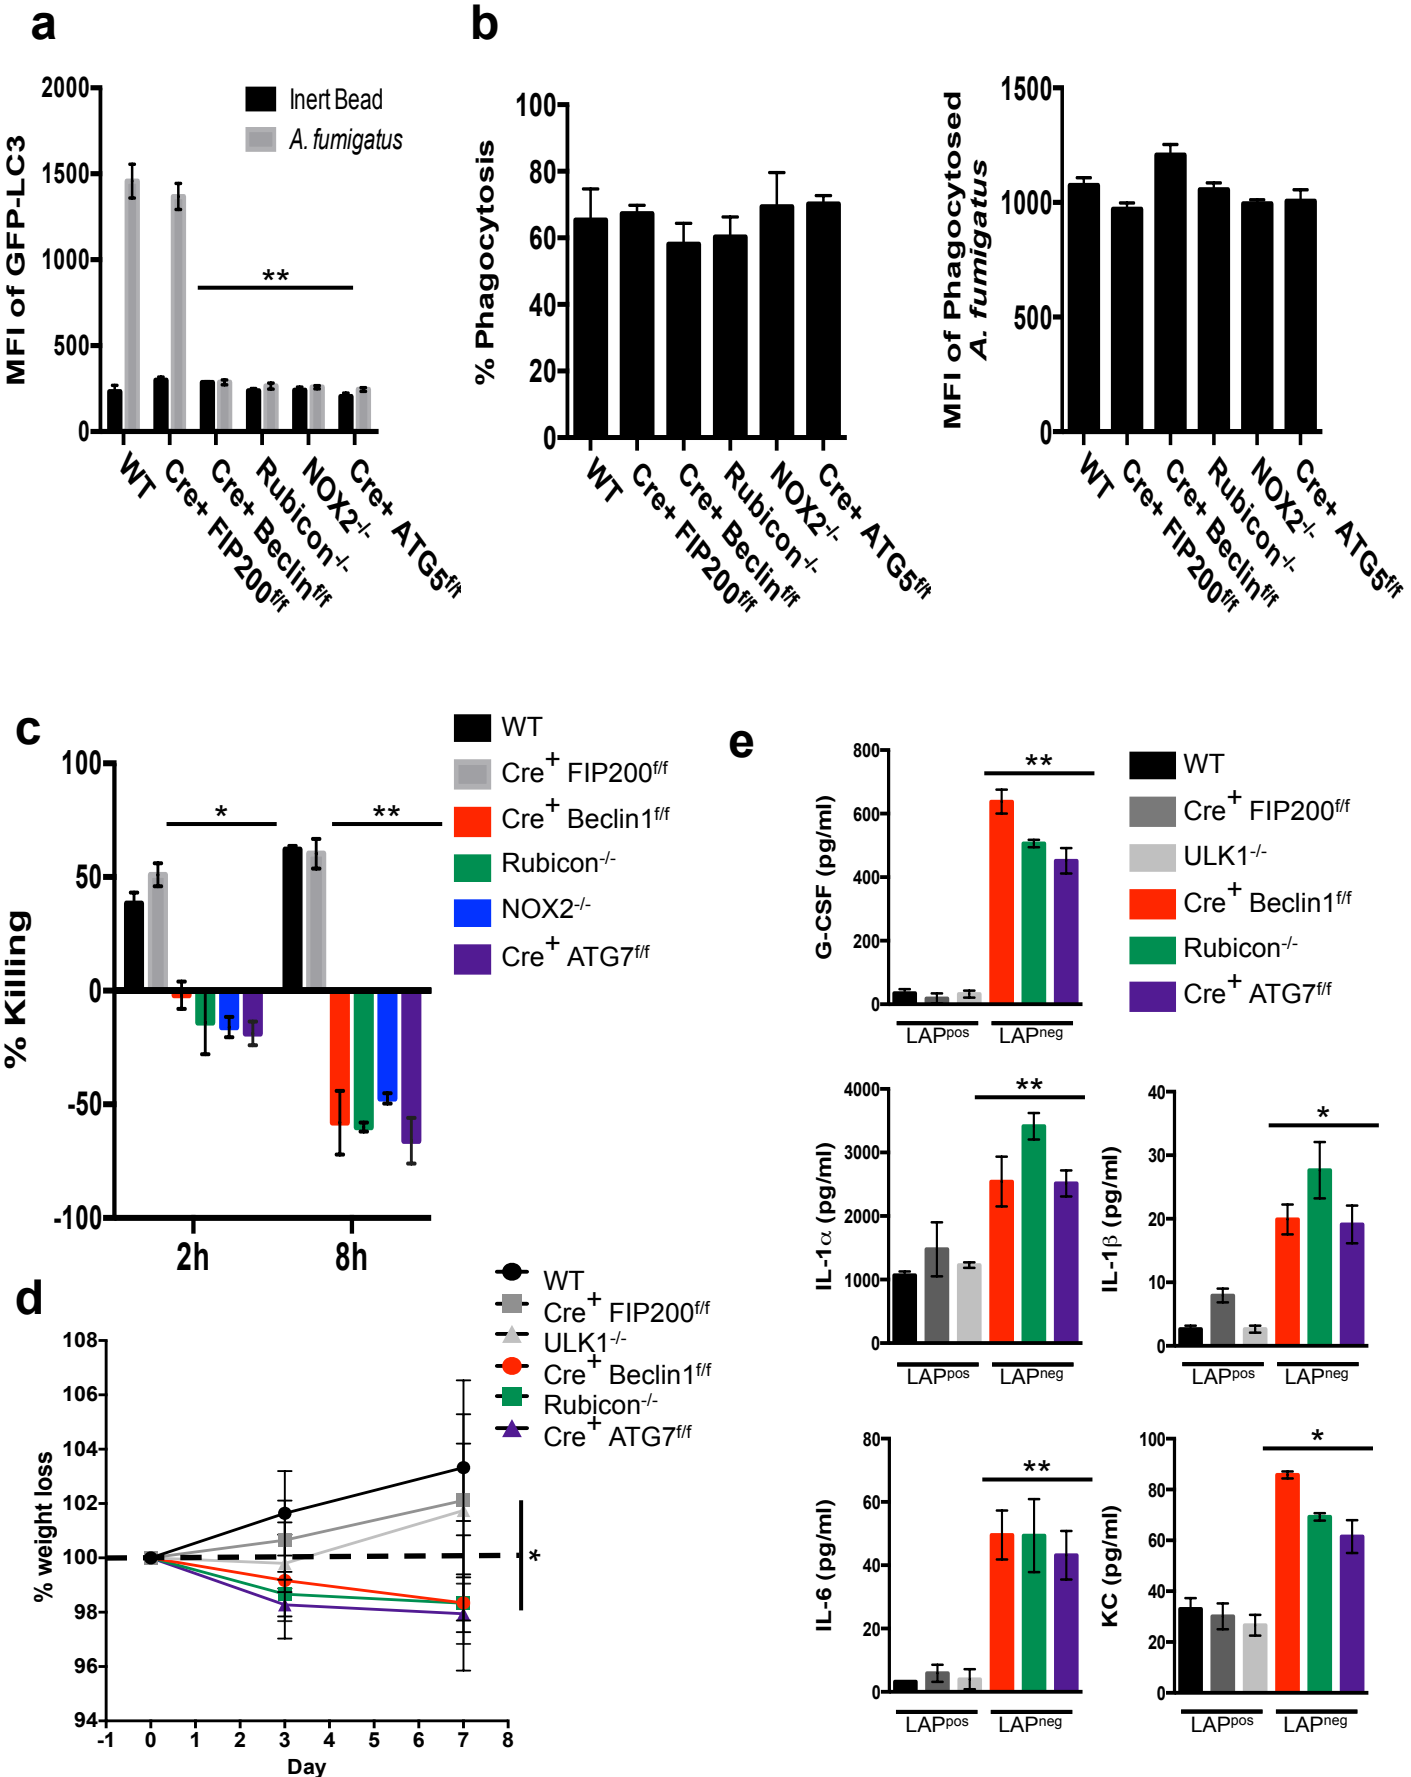 a
MFI of GFP-LC3
2000
1500
1000
500
0
Inert Bead
A. fumigatus
**
WT
Cre+ FIP200f/f
Cre+ Beclinf/f
Rubicon-/-
NOX2-/-
Cre+ ATG5f/f
b
% Phagocytosis
100
80
60
40
20
0
WT
Cre+ FIP200f/f
Cre+ Beclinf/f
Rubicon-/-
NOX2-/-
Cre+ ATG5f/f
MFI of Phagocytosed
A. fumigatus
1500
1000
500
0
WT
Cre+ FIP200f/f
Cre+ Beclinf/f
Rubicon-/-
NOX2-/-
Cre+ ATG5f/f
c
% Killing
100
50
0
-50
-100
*
**
2h
8h
WT
Cre+ FIP200f/f
Cre+ Beclin1f/f
Rubicon-/-
NOX2-/-
Cre+ ATG7f/f
d
% weight loss
108
106
104
102
100
98
96
94
-1 0 1 2 3 4 5 6 7 8
Day
*
WT
Cre+ FIP200f/f
ULK1-/-
Cre+ Beclin1f/f
Rubicon-/-
Cre+ ATG7f/f
e
G-CSF (pg/ml)
800
600
400
200
0
**
LAPpos LAPneg
WT
Cre+ FIP200f/f
ULK1-/-
Cre+ Beclin1f/f
Rubicon-/-
Cre+ ATG7f/f
IL-1α (pg/ml)
4000
3000
2000
1000
0
**
LAPpos LAPneg
IL-1β (pg/ml)
40
30
20
10
0
*
LAPpos LAPneg
IL-6 (pg/ml)
80
60
40
20
0
**
LAPpos LAPneg
KC (pg/ml)
100
80
60
40
20
0
*
LAPpos LAPneg